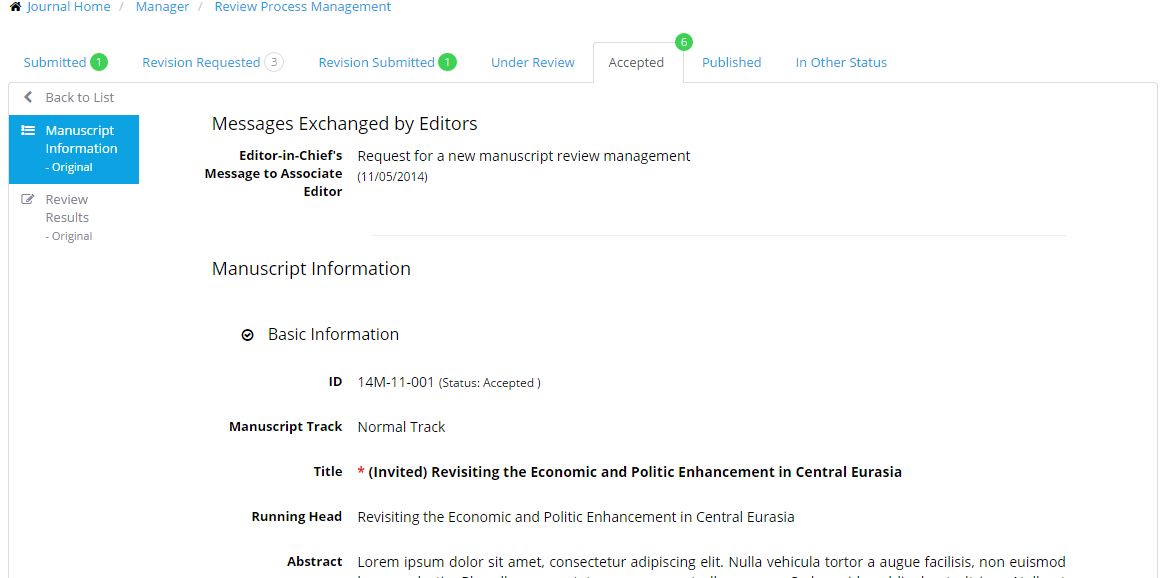 Journal Home / Manager / Review Process Management
6
Submitted 1 Revision Requested 3 Revision Submitted 1 Under Review Accepted Published In Other Status
Back to List
Manuscript
Information
- Original
Review
Results
- Original
Messages Exchanged by Editors
Editor-in-Chief's Request for a new manuscript review management
Message to Associate (11/05/2014)
Editor
Manuscript Information
Basic Information
ID 14M-11-001 (Status: Accepted )
Manuscript Track Normal Track
Title * (Invited) Revisiting the Economic and Politic Enhancement in Central Eurasia
Running Head Revisiting the Economic and Politic Enhancement in Central Eurasia
Abstract Lorem ipsum dolor sit amet, consectetur adipiscing elit. Nulla vehicula tortor a augue facilisis, non euismod